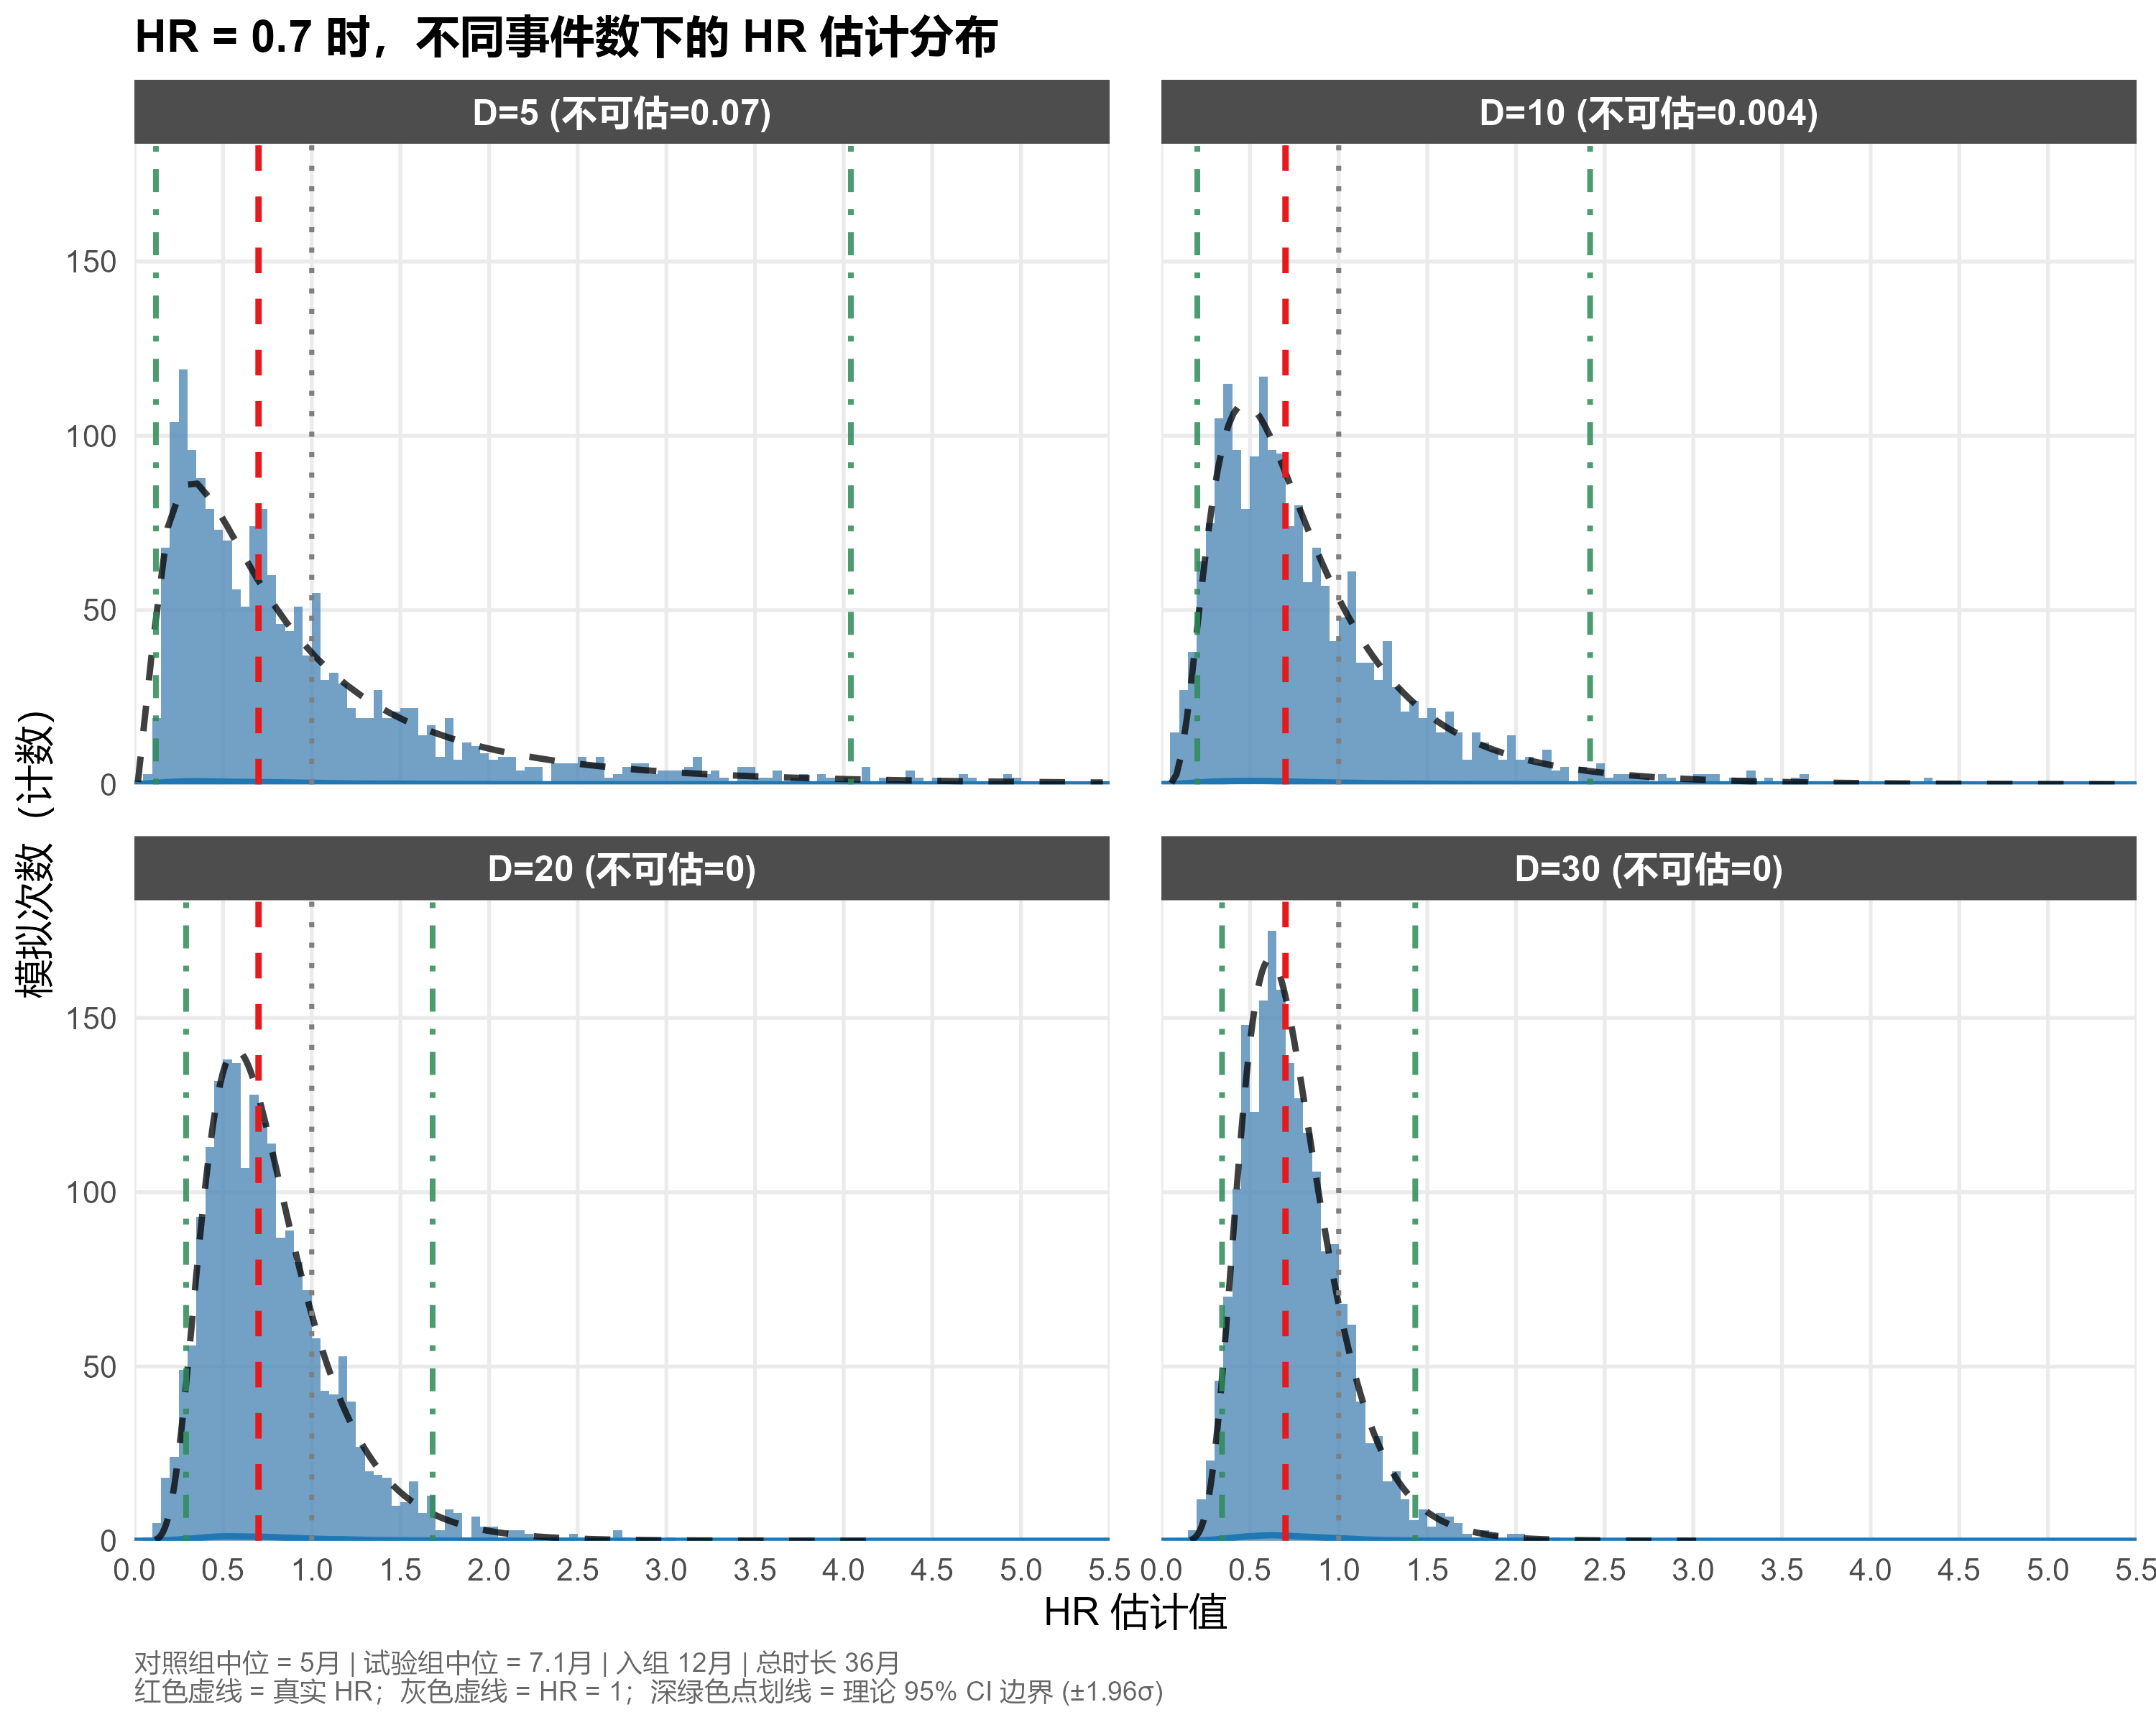 HR = 0.7 时，不同事件数下的 HR 估计分布
D=5 (不可估=0.07)
D=10 (不可估=0.004)
150
100
50
0
模拟次数（计数）
D=20 (不可估=0)
D=30 (不可估=0)
150
100
50
0
0.0 0.5 1.0 1.5 2.0 2.5 3.0 3.5 4.0 4.5 5.0 5.5
0.0 0.5 1.0 1.5 2.0 2.5 3.0 3.5 4.0 4.5 5.0 5.5
HR 估计值
对照组中位 = 5月 | 试验组中位 = 7.1月 | 入组 12月 | 总时长 36月
红色虚线 = 真实 HR；灰色虚线 = HR = 1；深绿色点划线 = 理论 95% CI 边界 (±1.96σ)